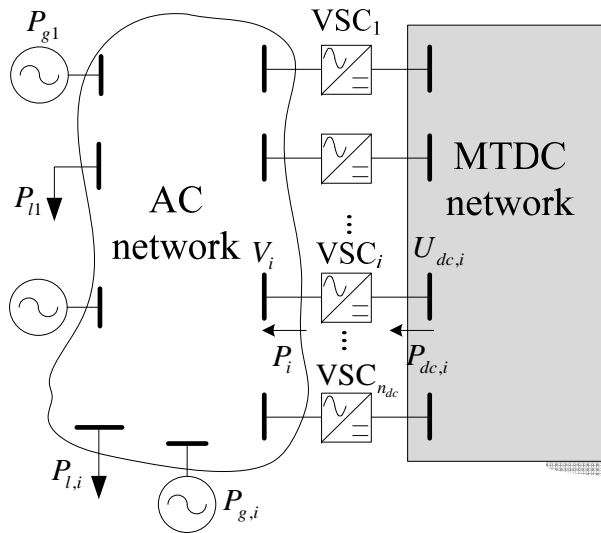 P_{g1}
VSC_1
P_{l1}
AC
network
MTDC
network
V_i
VSC_i
U_{dc,i}
P_i
P_{dc,i}
VSC_{n_{dc}}
P_{l,i}
P_{g,i}